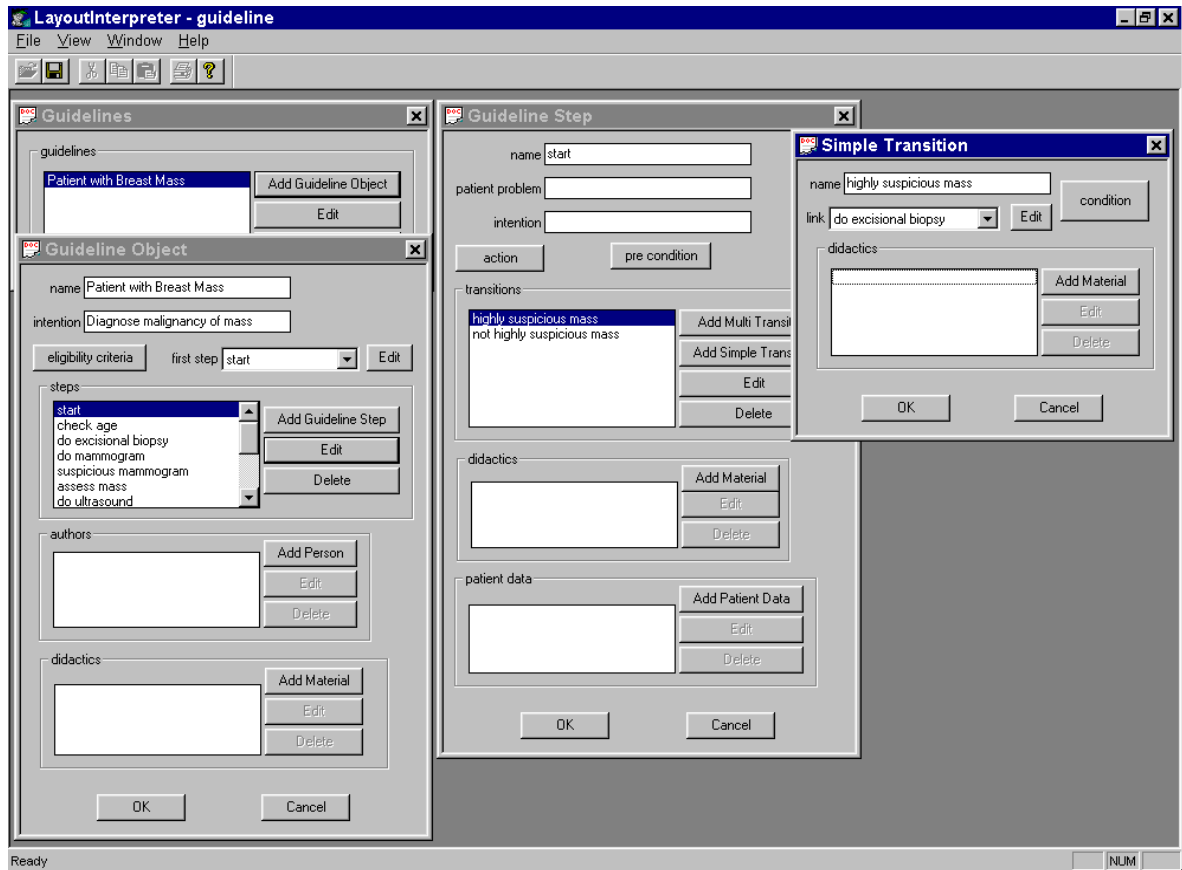 LayoutInterpreter - guideline
File View Window Help
Guidelines
guidelines
Patient with Breast Mass
Add Guideline Object
Edit
Guideline Object
name Patient with Breast Mass
intention Diagnose malignancy of mass
eligibility criteria first step start Edit
steps
start
check age
do excisional biopsy
do mammogram
suspicious mammogram
assess mass
do ultrasound
Add Guideline Step
Edit
Delete
authors
Add Person
Edit
Delete
didactics
Add Material
Edit
Delete
OK Cancel
Guideline Step
name start
patient problem
intention
action pre condition
transitions
highly suspicious mass
not highly suspicious mass
Add Multi Transi
Add Simple Trans
Edit
Delete
didactics
Add Material
Edit
Delete
patient data
Add Patient Data
Edit
Delete
OK Cancel
Simple Transition
name highly suspicious mass
condition
link do excisional biopsy Edit
didactics
Add Material
Edit
Delete
OK Cancel
Ready NUM